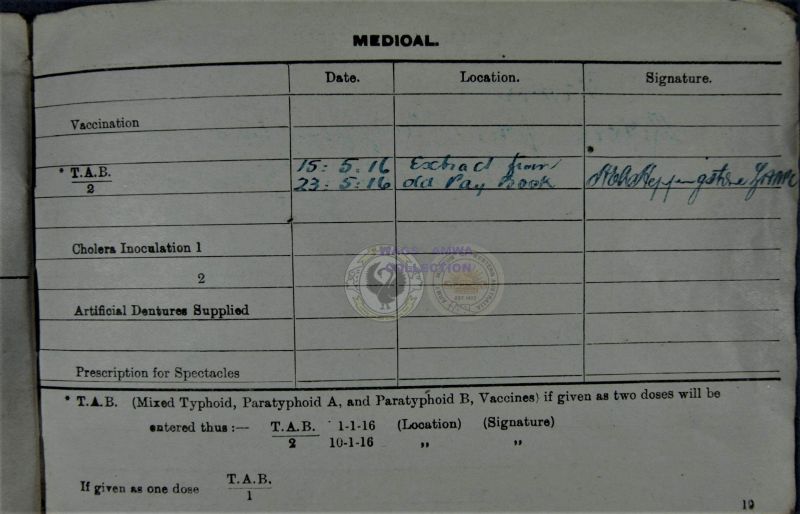 MEDICAL.
Date. Location. Signature.
Vaccination
* T.A.B. 15. 5. 16 Extract from
2 23. 5. 16 old Pay Book
Cholera Inoculation 1
2
WAGS - AMWA
COLLECTION
Artificial Dentures Supplied
Prescription for Spectacles
* T.A.B. (Mixed Typhoid, Paratyphoid A, and Paratyphoid B, Vaccines) if given as two doses will be
entered thus :— T.A.B. 1-1-16 (Location) (Signature)
2 10-1-16 „ „
If given as one dose T.A.B.
1
19